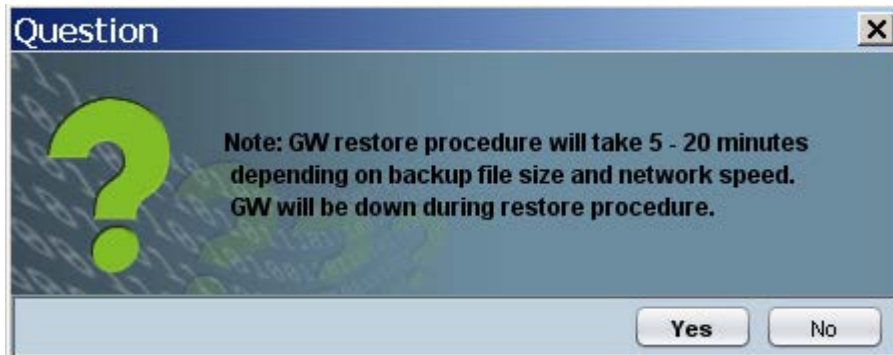 Question
Note: GW restore procedure will take 5 - 20 minutes
depending on backup file size and network speed.
GW will be down during restore procedure.
Yes No